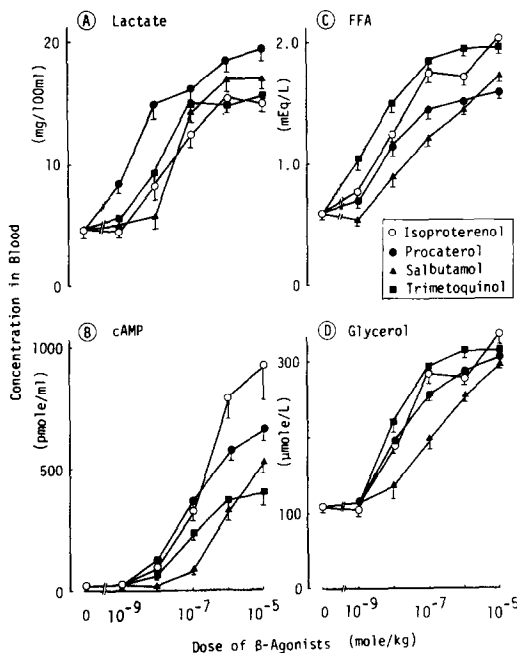 A Lactate
C FFA
20
10
0
(mg/100ml)
2.0
1.0
0
(mEq/L)
○ Isoproterenol
● Procaterol
▲ Salbutamol
■ Trimetoquinol
Concentration in Blood
B cAMP
D Glycerol
1000
500
0
(pmole/ml)
300
100
(μmole/L)
0 10⁻⁹ 10⁻⁷ 10⁻⁵
0 10⁻⁹ 10⁻⁷ 10⁻⁵
Dose of β-Agonists (mole/kg)